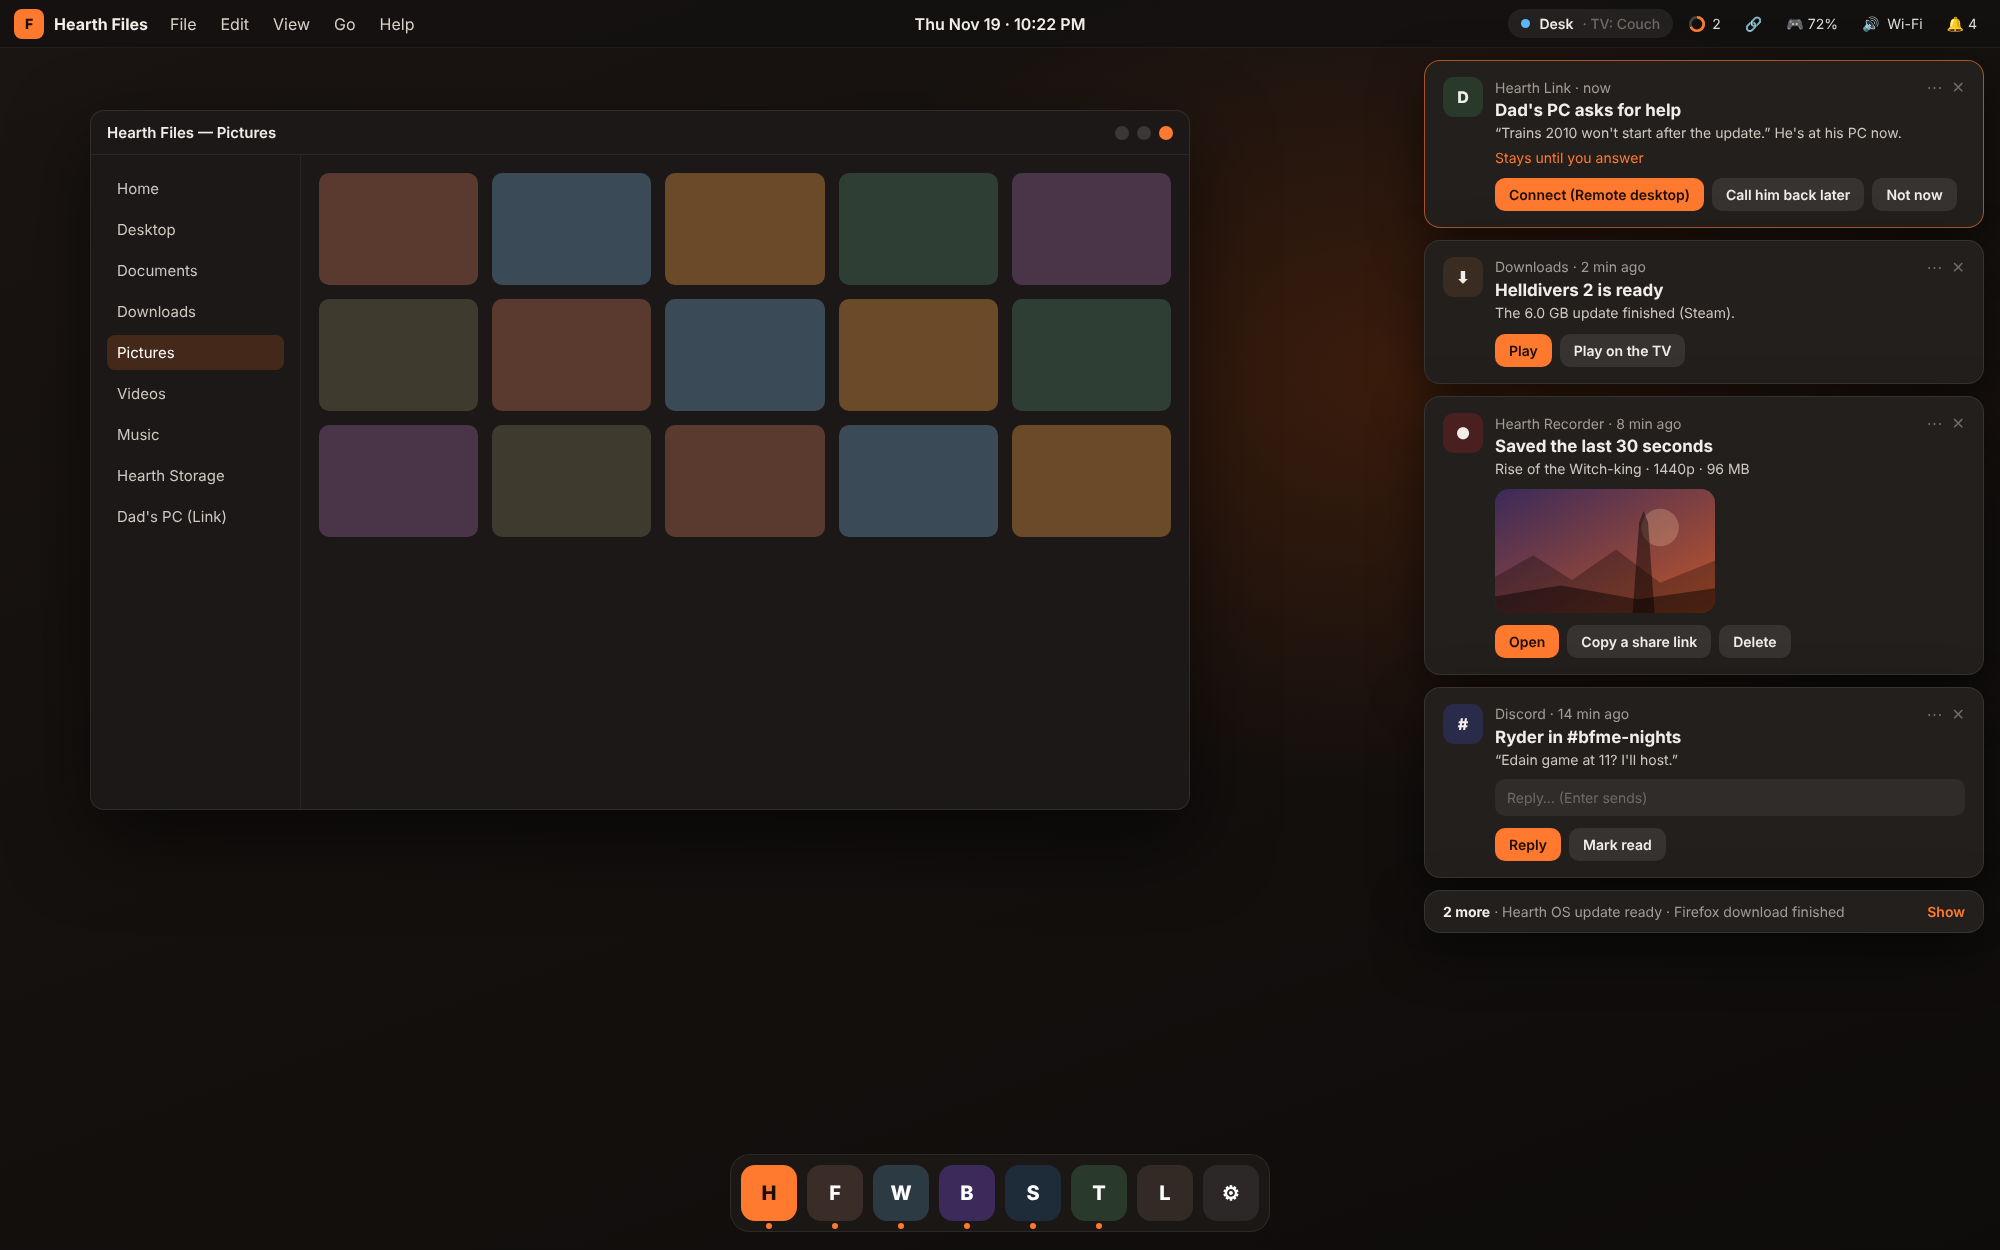 F Hearth Files File Edit View Go Help
Thu Nov 19 · 10:22 PM
Desk · TV: Couch 2 72% Wi-Fi 4
Hearth Files — Pictures
Home
Desktop
Documents
Downloads
Pictures
Videos
Music
Hearth Storage
Dad's PC (Link)
D
Hearth Link · now
Dad's PC asks for help
“Trains 2010 won't start after the update.” He's at his PC now.
Stays until you answer
Connect (Remote desktop) Call him back later Not now
Downloads · 2 min ago
Helldivers 2 is ready
The 6.0 GB update finished (Steam).
Play Play on the TV
Hearth Recorder · 8 min ago
Saved the last 30 seconds
Rise of the Witch-king · 1440p · 96 MB
Open Copy a share link Delete
#
Discord · 14 min ago
Ryder in #bfme-nights
“Edain game at 11? I'll host.”
Reply... (Enter sends)
Reply Mark read
2 more · Hearth OS update ready · Firefox download finished Show
H F W B S T L